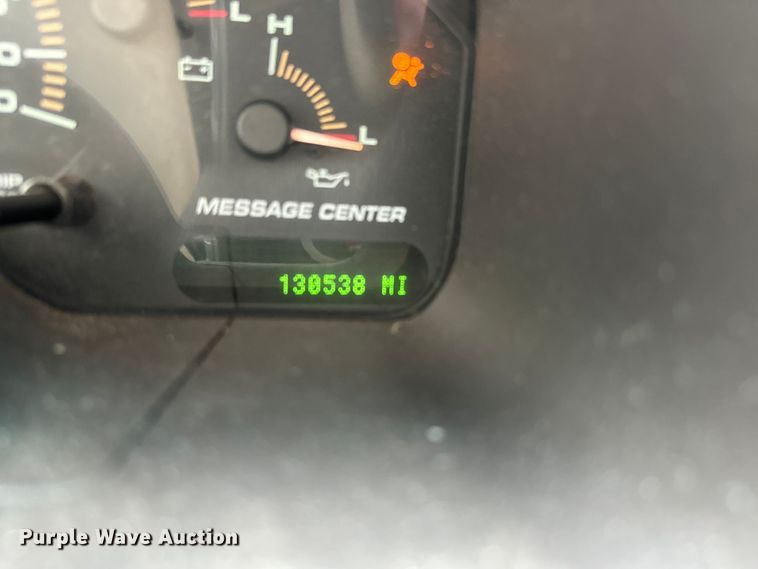 L
H
L
MESSAGE CENTER
130538 MI
Purple Wave Auction